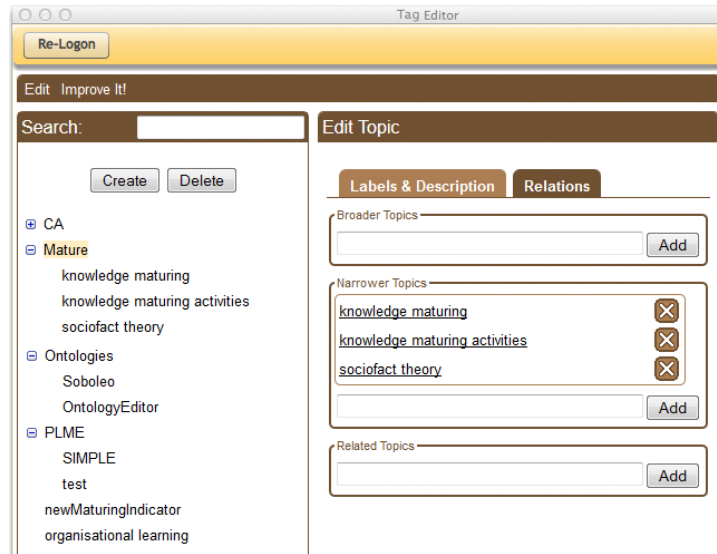 Tag Editor
Re-Logon
Edit Improve It!
Search:
Create Delete
CA
Mature
knowledge maturing
knowledge maturing activities
sociofact theory
Ontologies
Soboleo
OntologyEditor
PLME
SIMPLE
test
newMaturingIndicator
organisational learning
Edit Topic
Labels & Description Relations
Broader Topics
Add
Narrower Topics
knowledge maturing
knowledge maturing activities
sociofact theory
Add
Related Topics
Add